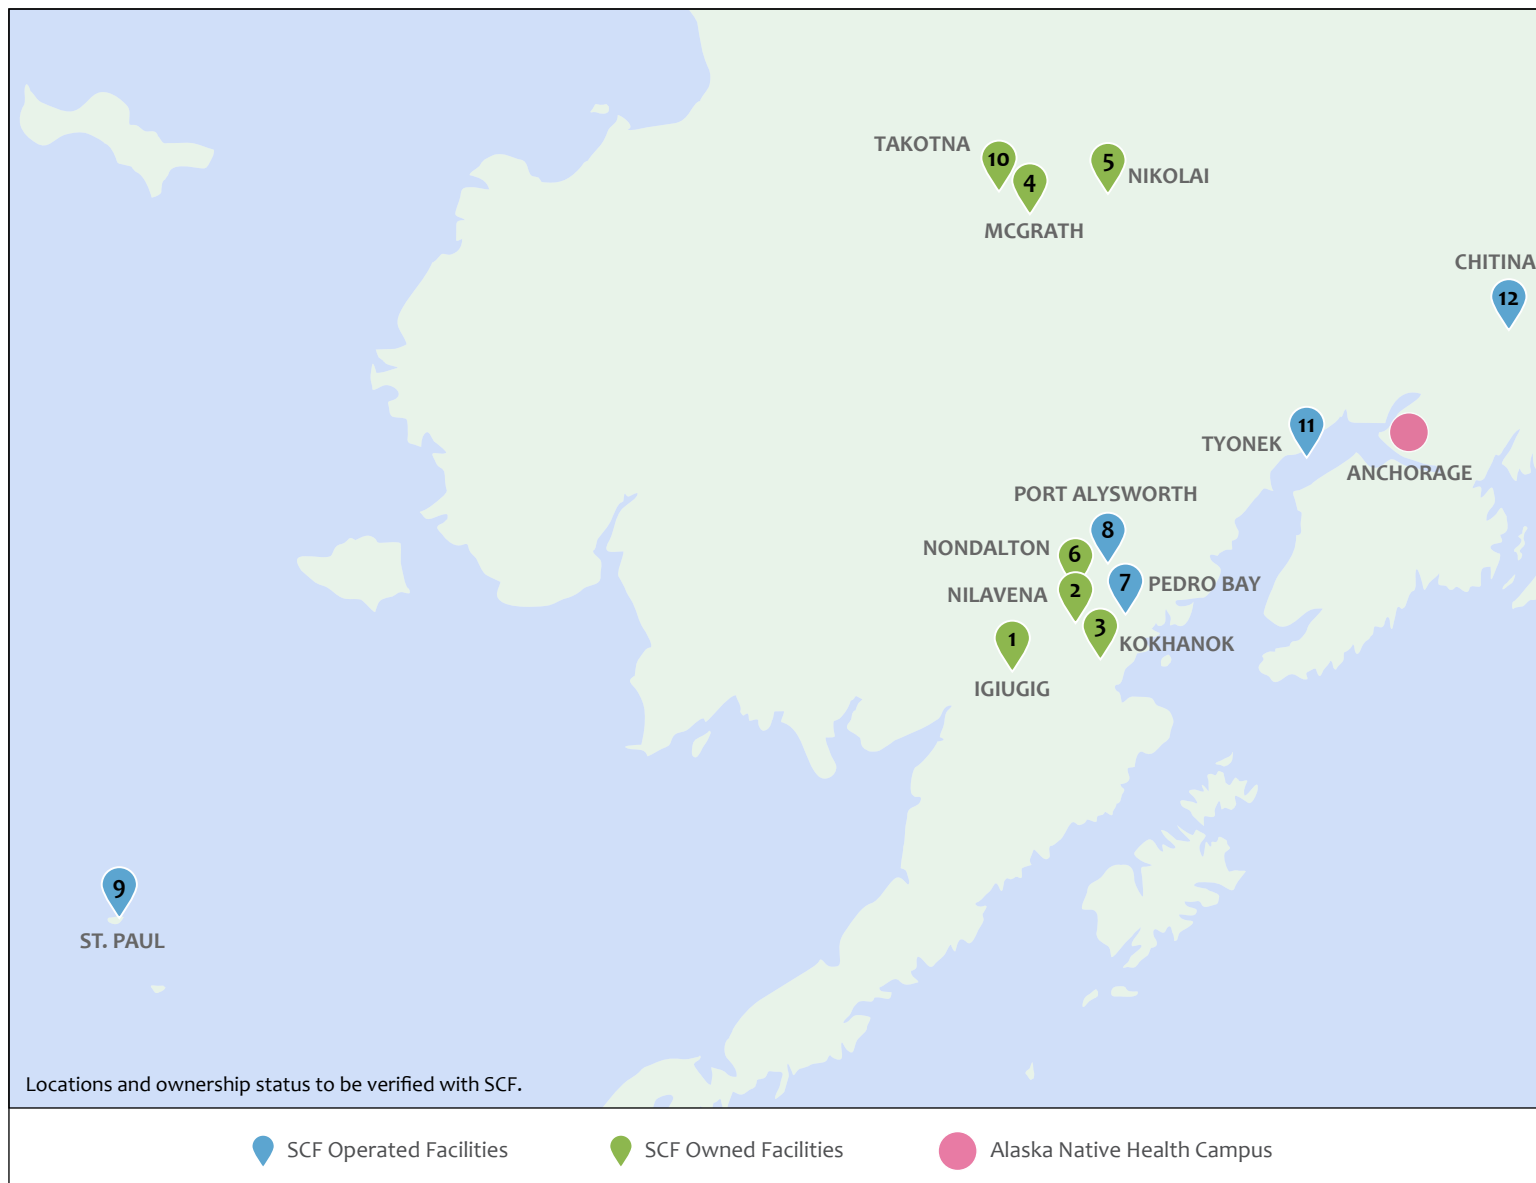 TAKOTNA
10
4
MCGRATH
5
NIKOLAI
CHITINA
12
11
TYONEK
ANCHORAGE
PORT ALYSWORTH
8
NONDALTON
6
NILAVENA
2
7
PEDRO BAY
3
KOKHANOK
1
IGIUGIG
9
ST. PAUL
Locations and ownership status to be verified with SCF.
SCF Operated Facilities
SCF Owned Facilities
Alaska Native Health Campus